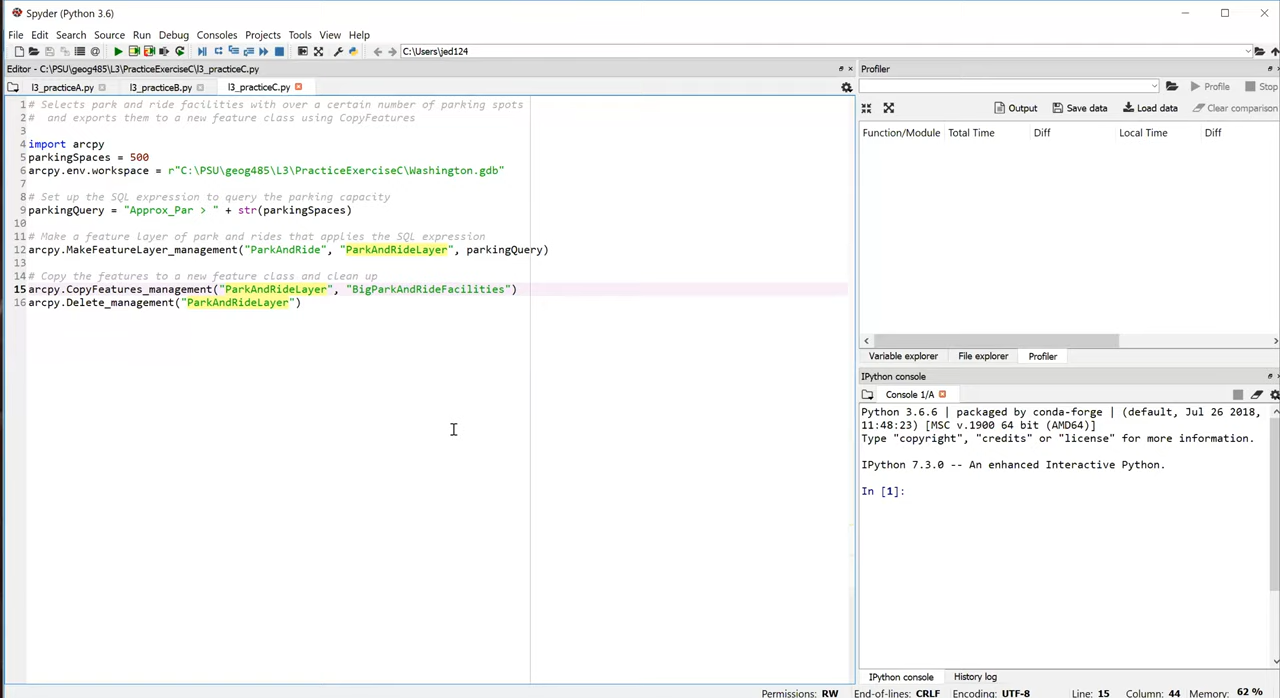 Spyder (Python 3.6)
File Edit Search Source Run Debug Consoles Projects Tools View Help
C:\Users\jed124
Editor - C:\PSU\geog485\L3\PracticeExerciseC\l3_practiceC.py
l3_practiceA.py l3_practiceB.py l3_practiceC.py
1 # Selects park and ride facilities with over a certain number of parking spots
2 #  and exports them to a new feature class using CopyFeatures
3
4 import arcpy
5 parkingSpaces = 500
6 arcpy.env.workspace = r"C:\PSU\geog485\L3\PracticeExerciseC\Washington.gdb"
7
8 # Set up the SQL expression to query the parking capacity
9 parkingQuery = "Approx_Par > " + str(parkingSpaces)
10
11 # Make a feature layer of park and rides that applies the SQL expression
12 arcpy.MakeFeatureLayer_management("ParkAndRide", "ParkAndRideLayer", parkingQuery)
13
14 # Copy the features to a new feature class and clean up
15 arcpy.CopyFeatures_management("ParkAndRideLayer", "BigParkAndRideFacilities")
16 arcpy.Delete_management("ParkAndRideLayer")
Profiler
Profile Stop
Output Save data Load data Clear comparison
Function/Module Total Time Diff Local Time Diff
Variable explorer File explorer Profiler
IPython console
Console 1/A
Python 3.6.6 | packaged by conda-forge | (default, Jul 26 2018,
11:48:23) [MSC v.1900 64 bit (AMD64)]
Type "copyright", "credits" or "license" for more information.
IPython 7.3.0 -- An enhanced Interactive Python.
In [1]:
IPython console History log
Permissions: RW End-of-lines: CRLF Encoding: UTF-8 Line: 15 Column: 44 Memory: 62 %